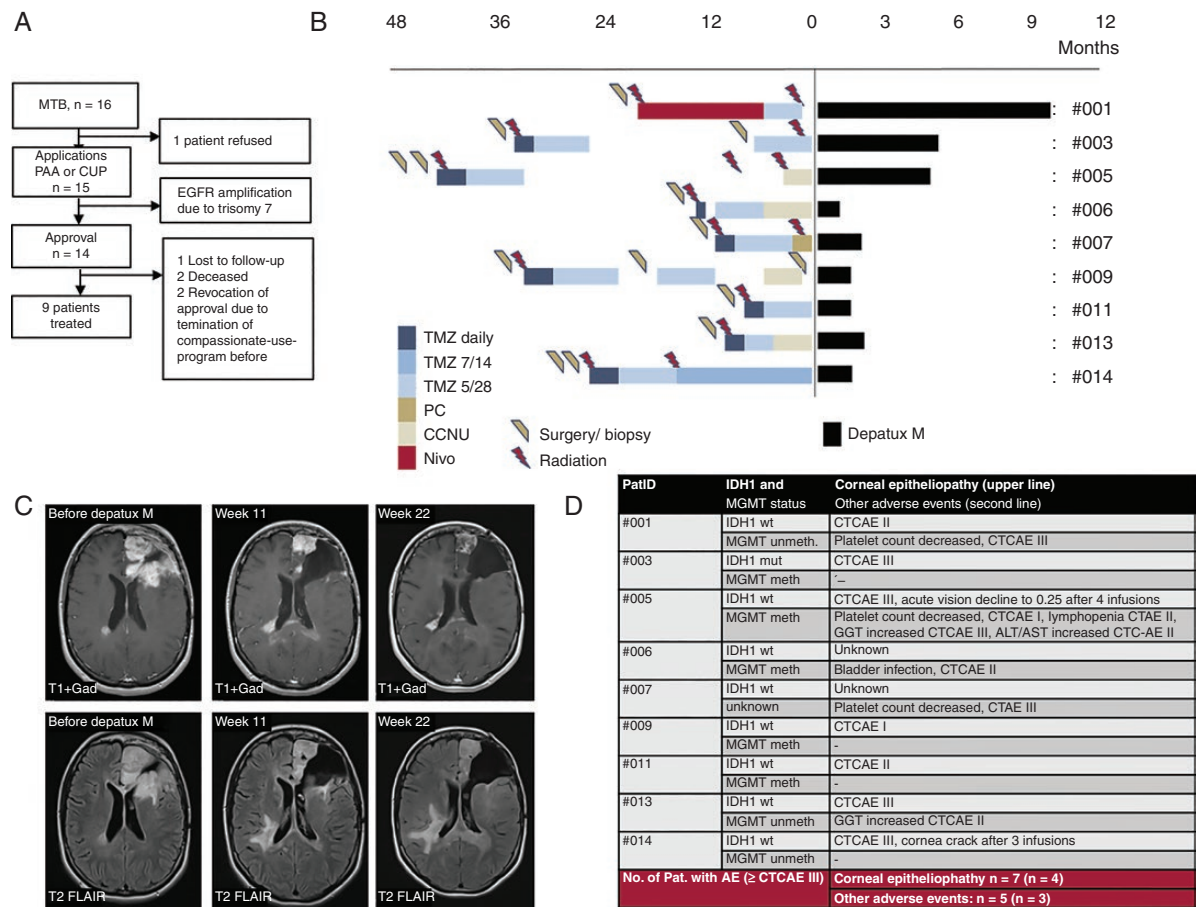 A
MTB, n = 16
1 patient refused
Applications
PAA or CUP
n = 15
EGFR amplification
due to trisomy 7
Approval
n = 14
1 Lost to follow-up
2 Deceased
2 Revocation of
approval due to
temination of
compassionate-use-
program before
9 patients
treated
B
48 36 24 12 0 3 6 9 12
Months
: #001
: #003
: #005
: #006
: #007
: #009
: #011
: #013
: #014
TMZ daily
TMZ 7/14
TMZ 5/28
PC
CCNU
Nivo
Surgery/ biopsy
Radiation
Depatux M
C
Before depatux M
T1+Gad
Week 11
T1+Gad
Week 22
T1+Gad
Before depatux M
T2 FLAIR
Week 11
T2 FLAIR
Week 22
T2 FLAIR
D
PatID IDH1 and Corneal epitheliopathy (upper line)
MGMT status Other adverse events (second line)
#001 IDH1 wt CTCAE II
MGMT unmeth. Platelet count decreased, CTCAE III
#003 IDH1 mut CTCAE III
MGMT meth ´–
#005 IDH1 wt CTCAE III, acute vision decline to 0.25 after 4 infusions
MGMT meth Platelet count decreased, CTCAE I, lymphopenia CTAE II,
GGT increased CTCAE III, ALT/AST increased CTC-AE II
#006 IDH1 wt Unknown
MGMT meth Bladder infection, CTCAE II
#007 IDH1 wt Unknown
unknown Platelet count decreased, CTAE III
#009 IDH1 wt CTCAE I
MGMT meth -
#011 IDH1 wt CTCAE II
MGMT meth -
#013 IDH1 wt CTCAE III
MGMT unmeth GGT increased CTCAE II
#014 IDH1 wt CTCAE III, cornea crack after 3 infusions
MGMT unmeth -
No. of Pat. with AE (≥ CTCAE III) Corneal epitheliophathy n = 7 (n = 4)
Other adverse events: n = 5 (n = 3)